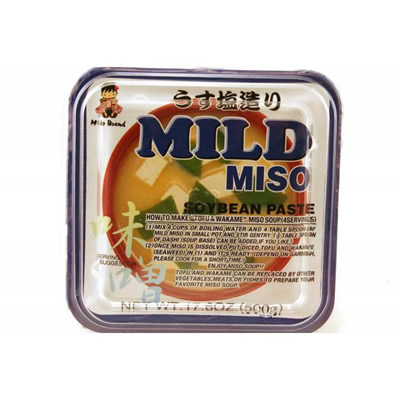 Miko Brand
うす塩造り
MILD
MISO
SOYBEAN PASTE
HOW TO MAKE "TOFU & WAKAME" MISO SOUP(4SERVINGS)
(1)MIX 4 CUPS OF BOILING WATER AND 4 TABLE SPOON OF
MILD MISO IN SMALL POT, AND STIR GENTRY. TABLE SPOON
OF DASHI (SOUP BASE) CAN BE ADDED, IF YOU LIKE.)
(2)ONCE MISO IS DISSOLVED, PUT DICED TOFU AND WAKAME
(SEAWEED) IN IT, AND IT'S READY! (DEPEND ON GARNISH,
PLEASE COOK FOR A SHORT TIME.)
ENJOY, MISO SOUP!!
TOFU AND WAKAME CAN BE REPLACED BY OTHER
VEGETABLES, MEATS, OR FISHES TO PREPARE YOUR
FAVORITE MISO SOUP.
味噌
SERVING
SUGGESTION
NET WT. 17.6OZ. (500g)